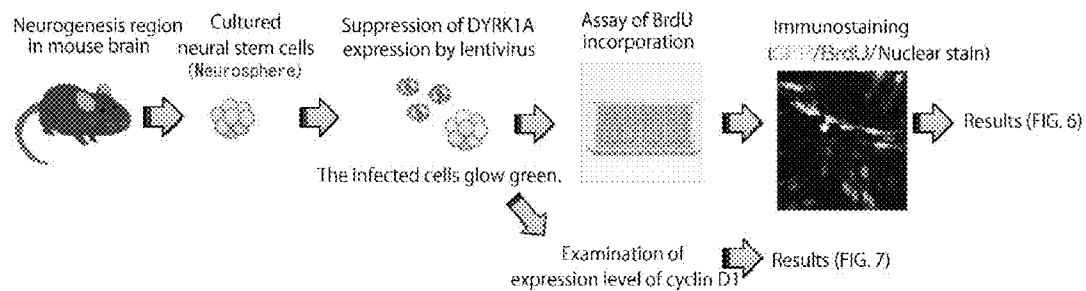 Neurogenesis region
in mouse brain
Cultured
neural stem cells
(Neurosphere)
Suppression of DYRK1A
expression by lentivirus
The infected cells glow green.
Assay of BrdU
incorporation
Immunostaining
/BrdU/Nuclear stain)
Results (FIG. 6)
Examination of
expression level of cyclin D1
Results (FIG. 7)